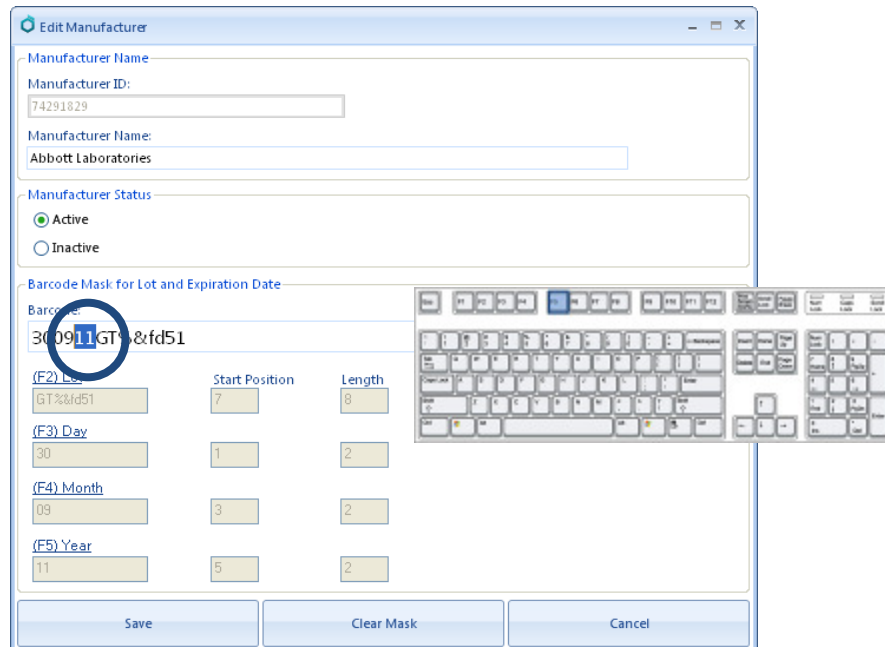 Edit Manufacturer
Manufacturer Name
Manufacturer ID:
74291829
Manufacturer Name:
Abbott Laboratories
Manufacturer Status
Active
Inactive
Barcode Mask for Lot and Expiration Date
Barcode:
300911GT%&fd51
(F2) Lot Start Position Length
GT%&fd51 7 8
(F3) Day
30 1 2
(F4) Month
09 3 2
(F5) Year
11 5 2
Save Clear Mask Cancel